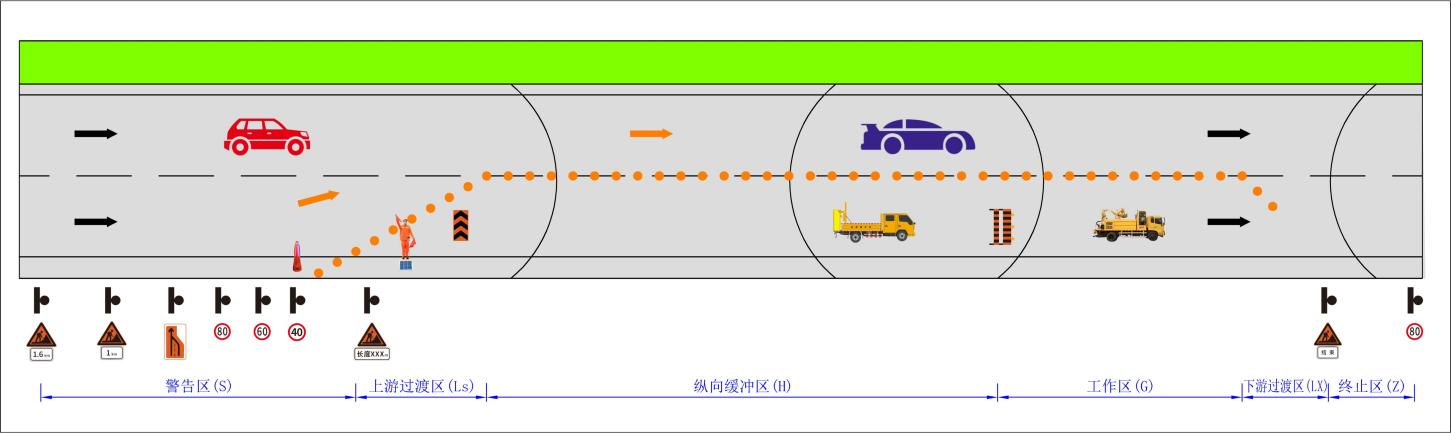 80
60
40
80
1.6km
1km
长度XXXm
结束
警告区(S)
上游过渡区(Ls)
纵向缓冲区(H)
工作区(G)
下游过渡区(LX)
终止区(Z)